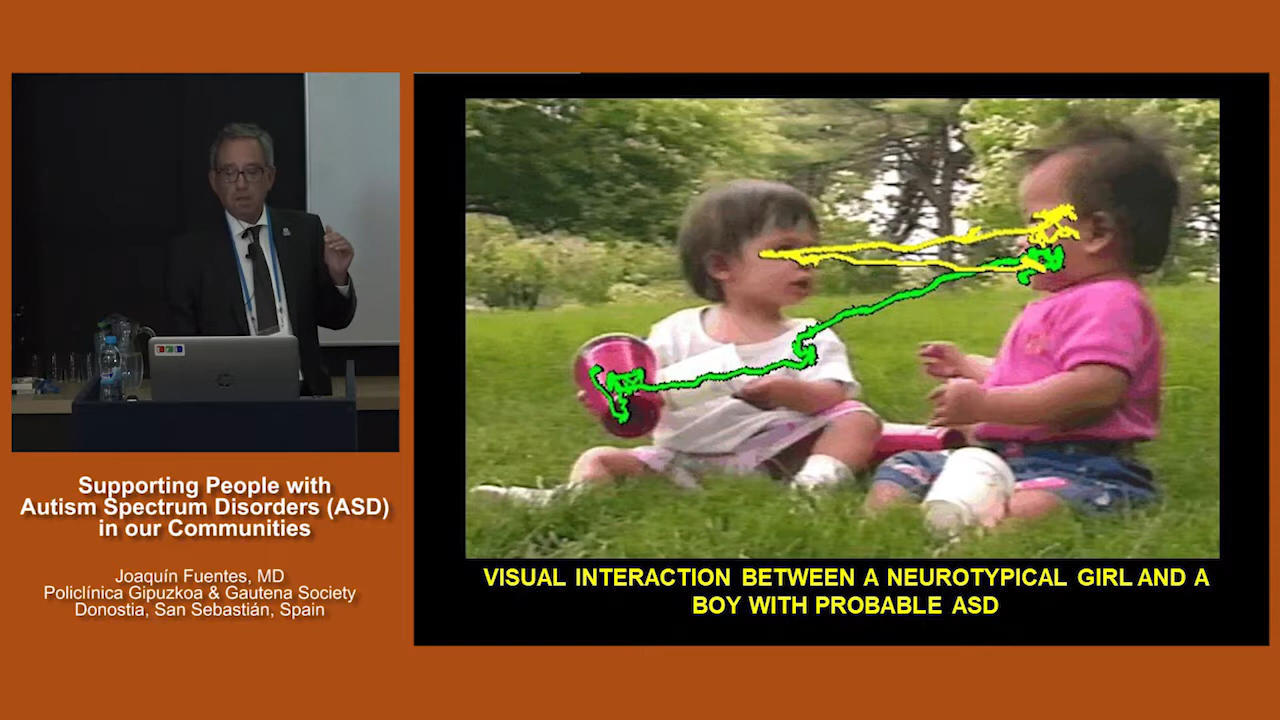 Supporting People with
Autism Spectrum Disorders (ASD)
in our Communities
Joaquín Fuentes, MD
Policlínica Gipuzkoa & Gautena Society
Donostia, San Sebastián, Spain
VISUAL INTERACTION BETWEEN A NEUROTYPICAL GIRL AND A
BOY WITH PROBABLE ASD